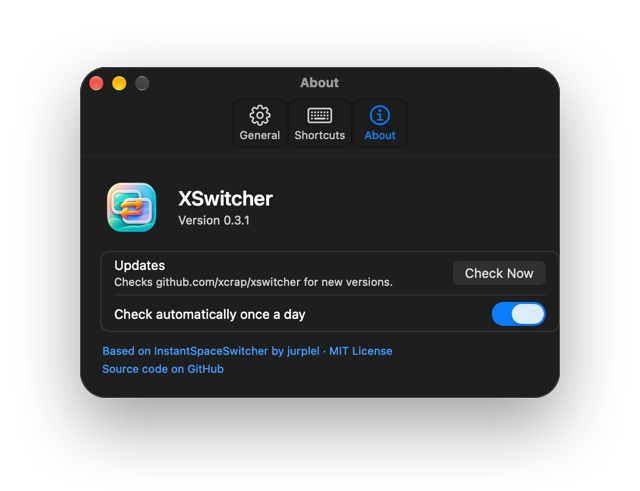 About
General
Shortcuts
About
XSwitcher
Version 0.3.1
Updates
Checks github.com/xcrap/xswitcher for new versions.
Check Now
Check automatically once a day
Based on InstantSpaceSwitcher by jurplel · MIT License
Source code on GitHub